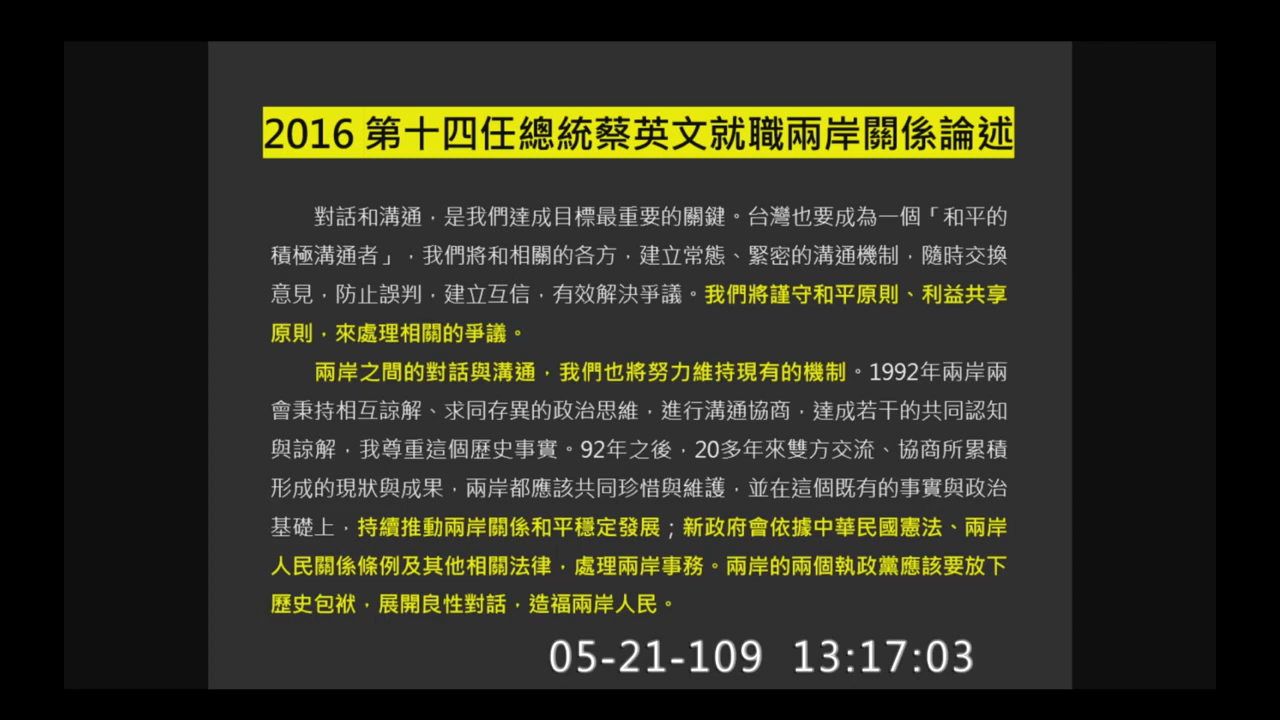 2016 第十四任總統蔡英文就職兩岸關係論述
對話和溝通，是我們達成目標最重要的關鍵。台灣也要成為一個「和平的
積極溝通者」，我們將和相關的各方，建立常態、緊密的溝通機制，隨時交換
意見，防止誤判，建立互信，有效解決爭議。我們將謹守和平原則、利益共享
原則，來處理相關的爭議。
兩岸之間的對話與溝通，我們也將努力維持現有的機制。1992年兩岸兩
會秉持相互諒解、求同存異的政治思維，進行溝通協商，達成若干的共同認知
與諒解，我尊重這個歷史事實。92年之後，20多年來雙方交流、協商所累積
形成的現狀與成果，兩岸都應該共同珍惜與維護，並在這個既有的事實與政治
基礎上，持續推動兩岸關係和平穩定發展；新政府會依據中華民國憲法、兩岸
人民關係條例及其他相關法律，處理兩岸事務。兩岸的兩個執政黨應該要放下
歷史包袱，展開良性對話，造福兩岸人民。
05-21-109 13:17:03